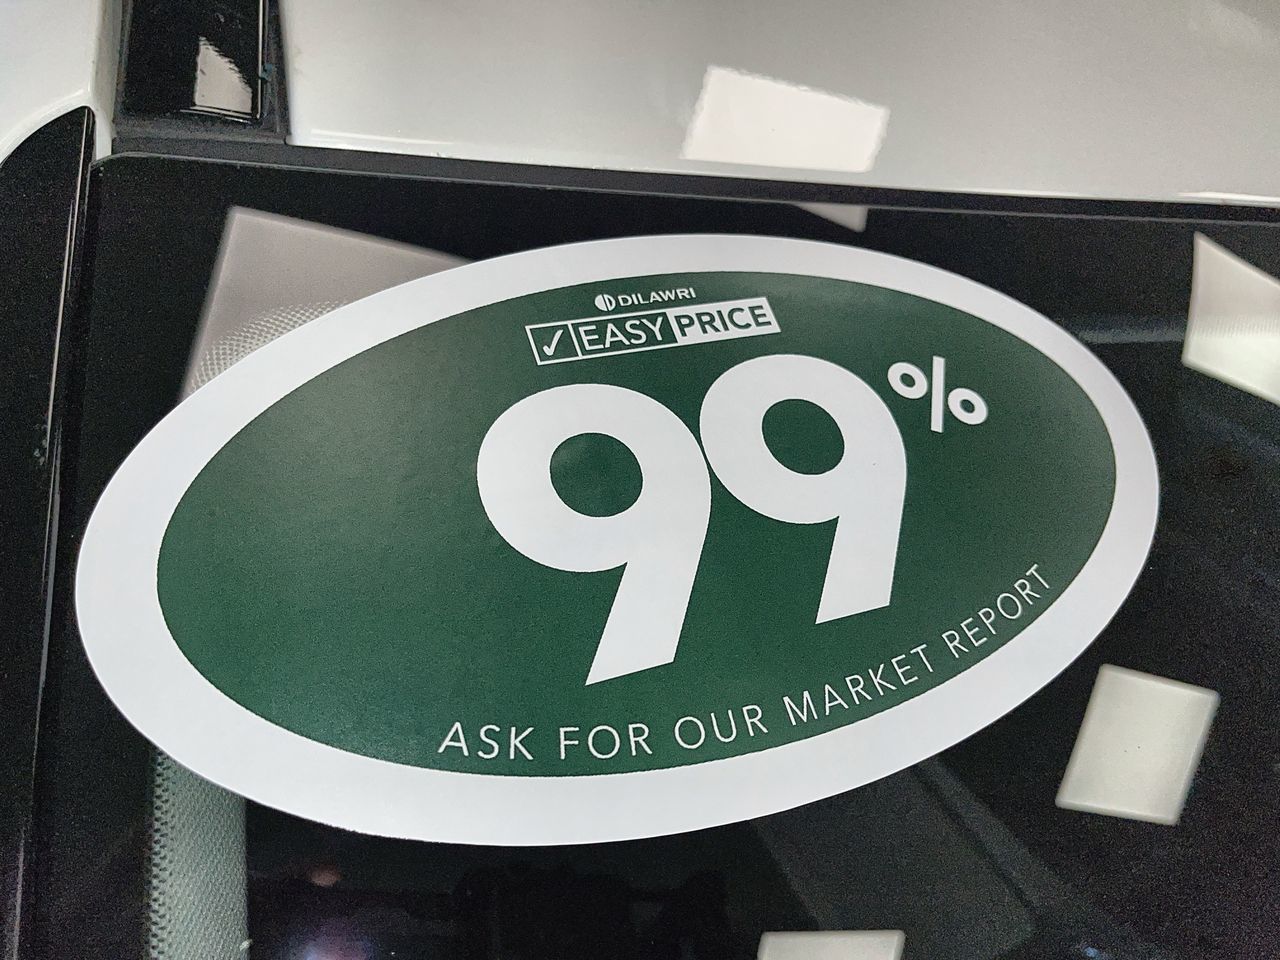 DILAWRI
✓ EASY PRICE
99%
ASK FOR OUR MARKET REPORT